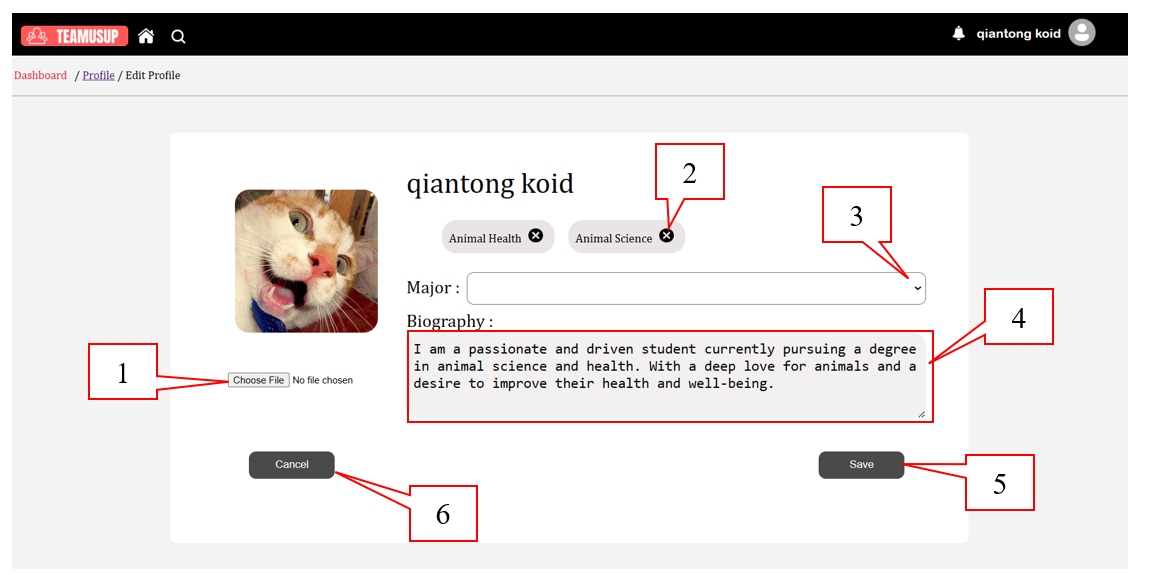 TEAMUSUP
qiantong koid
Dashboard / Profile / Edit Profile
qiantong koid
2
Animal Health
Animal Science
3
Major :
Biography :
4
I am a passionate and driven student currently pursuing a degree
in animal science and health. With a deep love for animals and a
desire to improve their health and well-being.
1
Choose File No file chosen
Cancel
Save
5
6